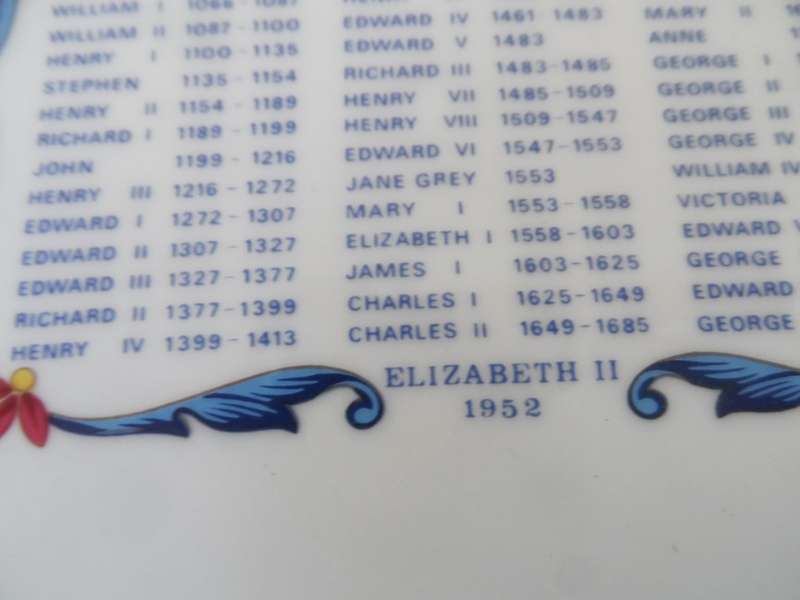 WILLIAM I 1066-1087
WILLIAM II 1087-1100
HENRY I 1100-1135
STEPHEN 1135-1154
HENRY II 1154-1189
RICHARD I 1189-1199
JOHN 1199-1216
HENRY III 1216-1272
EDWARD I 1272-1307
EDWARD II 1307-1327
EDWARD III 1327-1377
RICHARD II 1377-1399
HENRY IV 1399-1413
EDWARD IV 1461 1483
EDWARD V 1483
RICHARD III 1483-1485
HENRY VII 1485-1509
HENRY VIII 1509-1547
EDWARD VI 1547-1553
JANE GREY 1553
MARY I 1553-1558
ELIZABETH I 1558-1603
JAMES I 1603-1625
CHARLES I 1625-1649
CHARLES II 1649-1685
MARY II
ANNE
GEORGE I
GEORGE II
GEORGE III
GEORGE IV
WILLIAM IV
VICTORIA
EDWARD
GEORGE
EDWARD
GEORGE
ELIZABETH II
1952